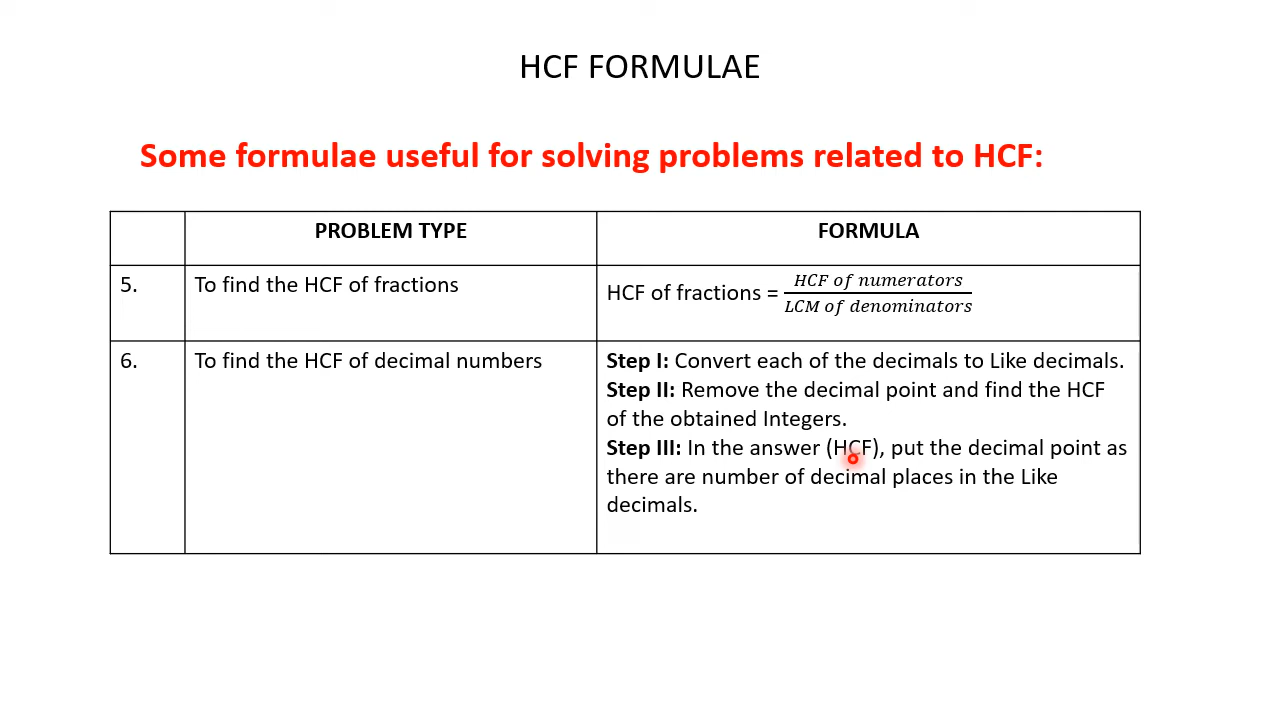 HCF FORMULAE
Some formulae useful for solving problems related to HCF:
PROBLEM TYPE
FORMULA
5.
To find the HCF of fractions
HCF of fractions = HCF of numerators / LCM of denominators
6.
To find the HCF of decimal numbers
Step I: Convert each of the decimals to Like decimals.
Step II: Remove the decimal point and find the HCF
of the obtained Integers.
Step III: In the answer (HCF), put the decimal point as
there are number of decimal places in the Like
decimals.